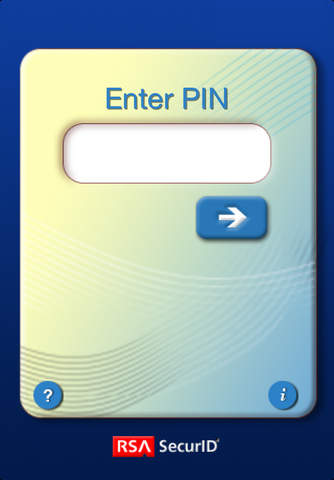 Enter PIN
?
i
RSA SecurID